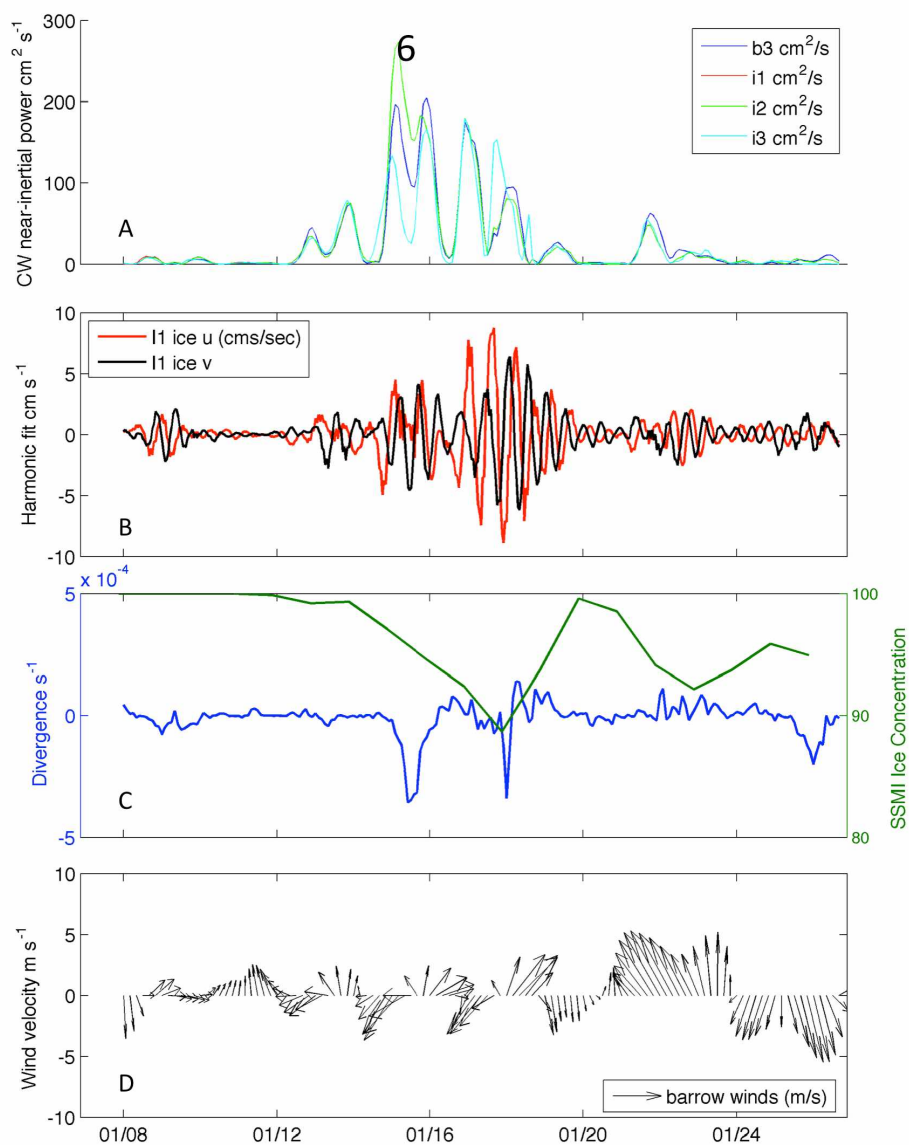 300
200
100
0
CW near-inertial power cm² s⁻¹
6
b3 cm²/s
i1 cm²/s
i2 cm²/s
i3 cm²/s
A
10
5
0
-5
-10
Harmonic fit cm s⁻¹
I1 ice u (cms/sec)
I1 ice v
B
x 10⁻⁴
5
0
-5
Divergence s⁻¹
100
90
80
SSMI Ice Concentration
C
10
5
0
-5
-10
Wind velocity m s⁻¹
D
barrow winds (m/s)
01/08 01/12 01/16 01/20 01/24